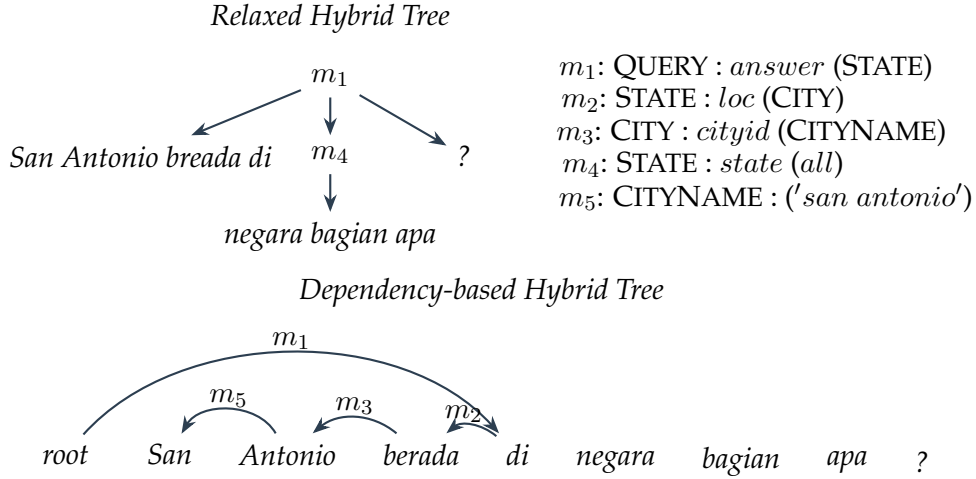 Relaxed Hybrid Tree
m₁
San Antonio breada di
m₄
?
negara bagian apa
m₁: QUERY : answer (STATE)
m₂: STATE : loc (CITY)
m₃: CITY : cityid (CITYNAME)
m₄: STATE : state (all)
m₅: CITYNAME : (′san antonio′)
Dependency-based Hybrid Tree
m₁
m₅ m₃ m₂
root San Antonio berada di negara bagian apa ?